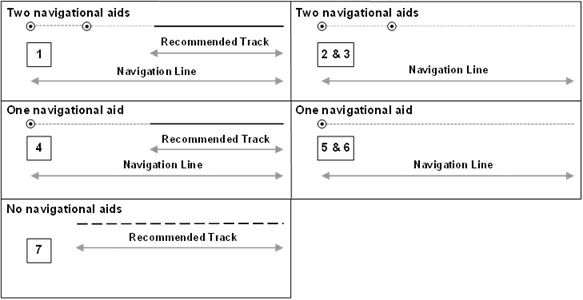 Two navigational aids
1
Recommended Track
Navigation Line
Two navigational aids
2 & 3
Navigation Line
One navigational aid
4
Recommended Track
Navigation Line
One navigational aid
5 & 6
Navigation Line
No navigational aids
7
Recommended Track